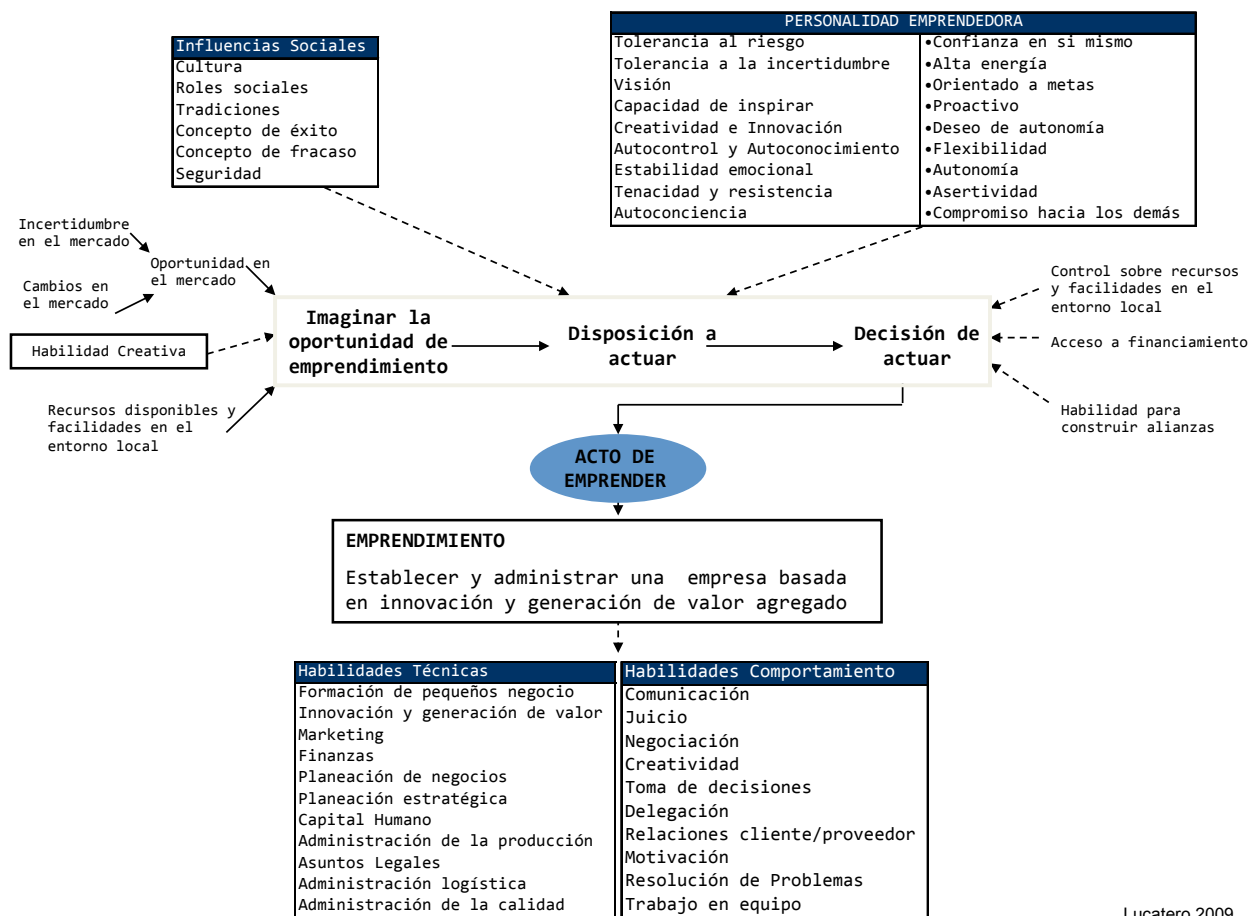 Influencias Sociales
Cultura
Roles sociales
Tradiciones
Concepto de éxito
Concepto de fracaso
Seguridad
PERSONALIDAD EMPRENDEDORA
Tolerancia al riesgo
Tolerancia a la incertidumbre
Visión
Capacidad de inspirar
Creatividad e Innovación
Autocontrol y Autoconocimiento
Estabilidad emocional
Tenacidad y resistencia
Autoconciencia
•Confianza en si mismo
•Alta energía
•Orientado a metas
•Proactivo
•Deseo de autonomía
•Flexibilidad
•Autonomía
•Asertividad
•Compromiso hacia los demás
Incertidumbre
en el mercado
Oportunidad en
el mercado
Cambios en
el mercado
Habilidad Creativa
Recursos disponibles y
facilidades en el
entorno local
Imaginar la
oportunidad de
emprendimiento
Disposición a
actuar
Decisión de
actuar
Control sobre recursos
y facilidades en el
entorno local
Acceso a financiamiento
Habilidad para
construir alianzas
ACTO DE
EMPRENDER
EMPRENDIMIENTO
Establecer y administrar una empresa basada
en innovación y generación de valor agregado
Habilidades Técnicas
Formación de pequeños negocio
Innovación y generación de valor
Marketing
Finanzas
Planeación de negocios
Planeación estratégica
Capital Humano
Administración de la producción
Asuntos Legales
Administración logística
Administración de la calidad
Habilidades Comportamiento
Comunicación
Juicio
Negociación
Creatividad
Toma de decisiones
Delegación
Relaciones cliente/proveedor
Motivación
Resolución de Problemas
Trabajo en equipo
Lucatero 2009